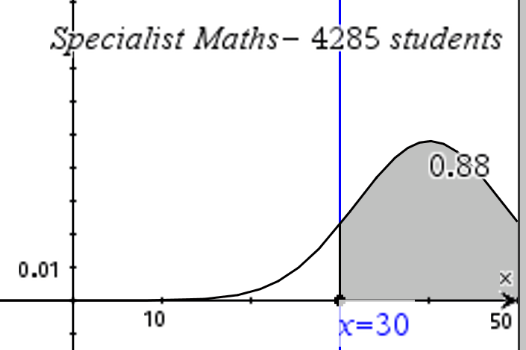 Specialist Maths– 4285 students
0.88
0.01
x
10
50
x=30